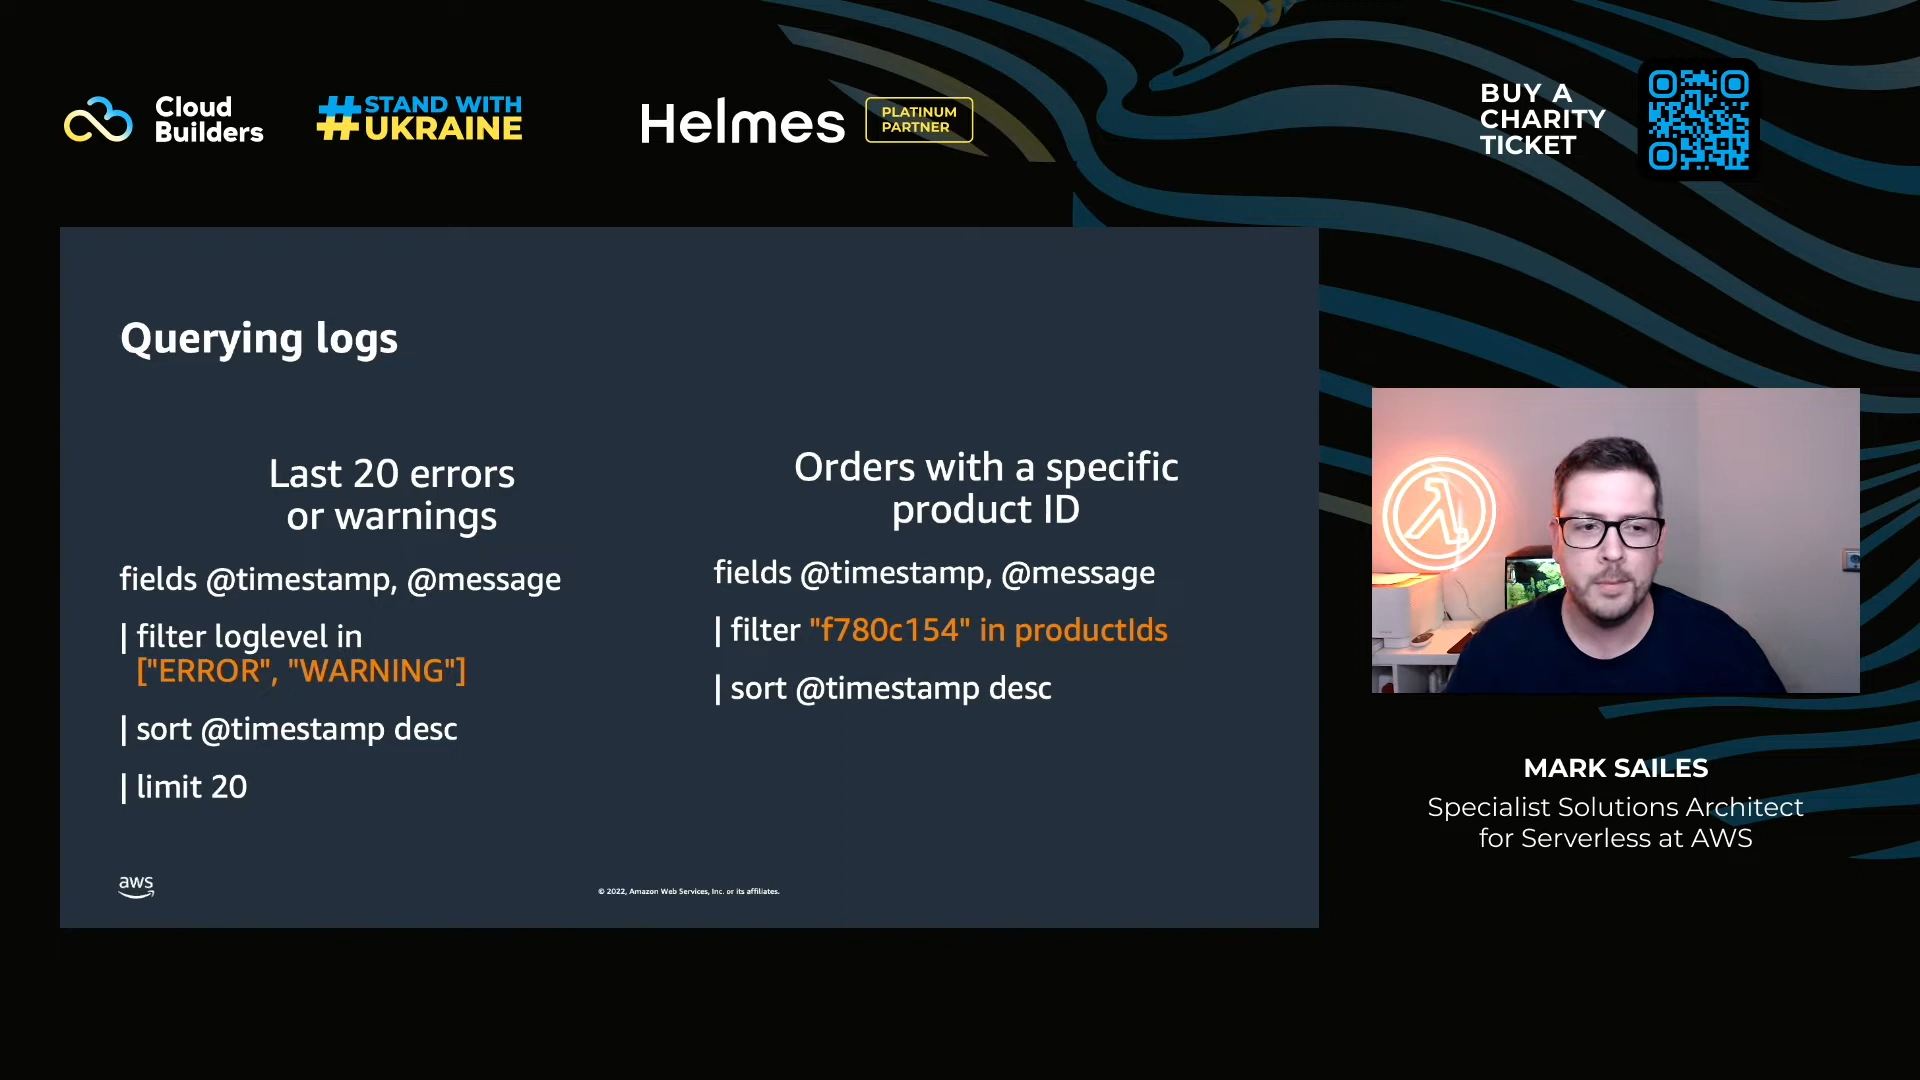 Cloud
Builders
#STAND WITH
UKRAINE
Helmes
PLATINUM
PARTNER
BUY A
CHARITY
TICKET
Querying logs
Last 20 errors
or warnings
fields @timestamp, @message
| filter loglevel in
["ERROR", "WARNING"]
| sort @timestamp desc
| limit 20
Orders with a specific
product ID
fields @timestamp, @message
| filter "f780c154" in productIds
| sort @timestamp desc
aws
© 2022, Amazon Web Services, Inc. or its affiliates.
MARK SAILES
Specialist Solutions Architect
for Serverless at AWS